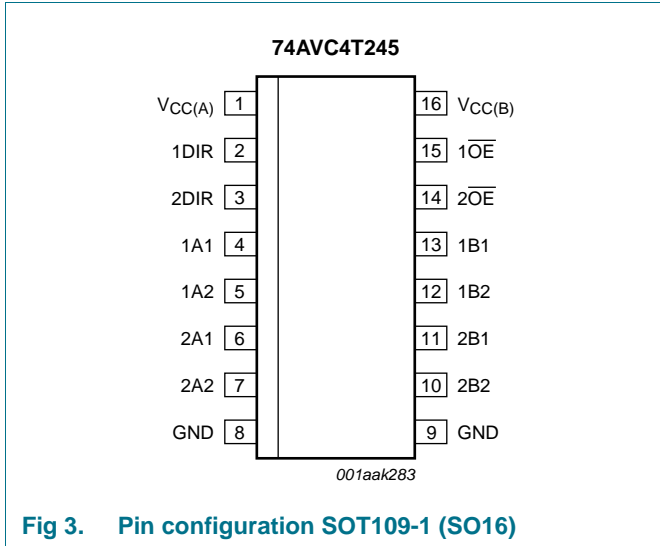 74AVC4T245
VCC(A) 1 16 VCC(B)
1DIR 2 15 1O̅E̅
2DIR 3 14 2O̅E̅
1A1 4 13 1B1
1A2 5 12 1B2
2A1 6 11 2B1
2A2 7 10 2B2
GND 8 9 GND
001aak283
Fig 3. Pin configuration SOT109-1 (SO16)